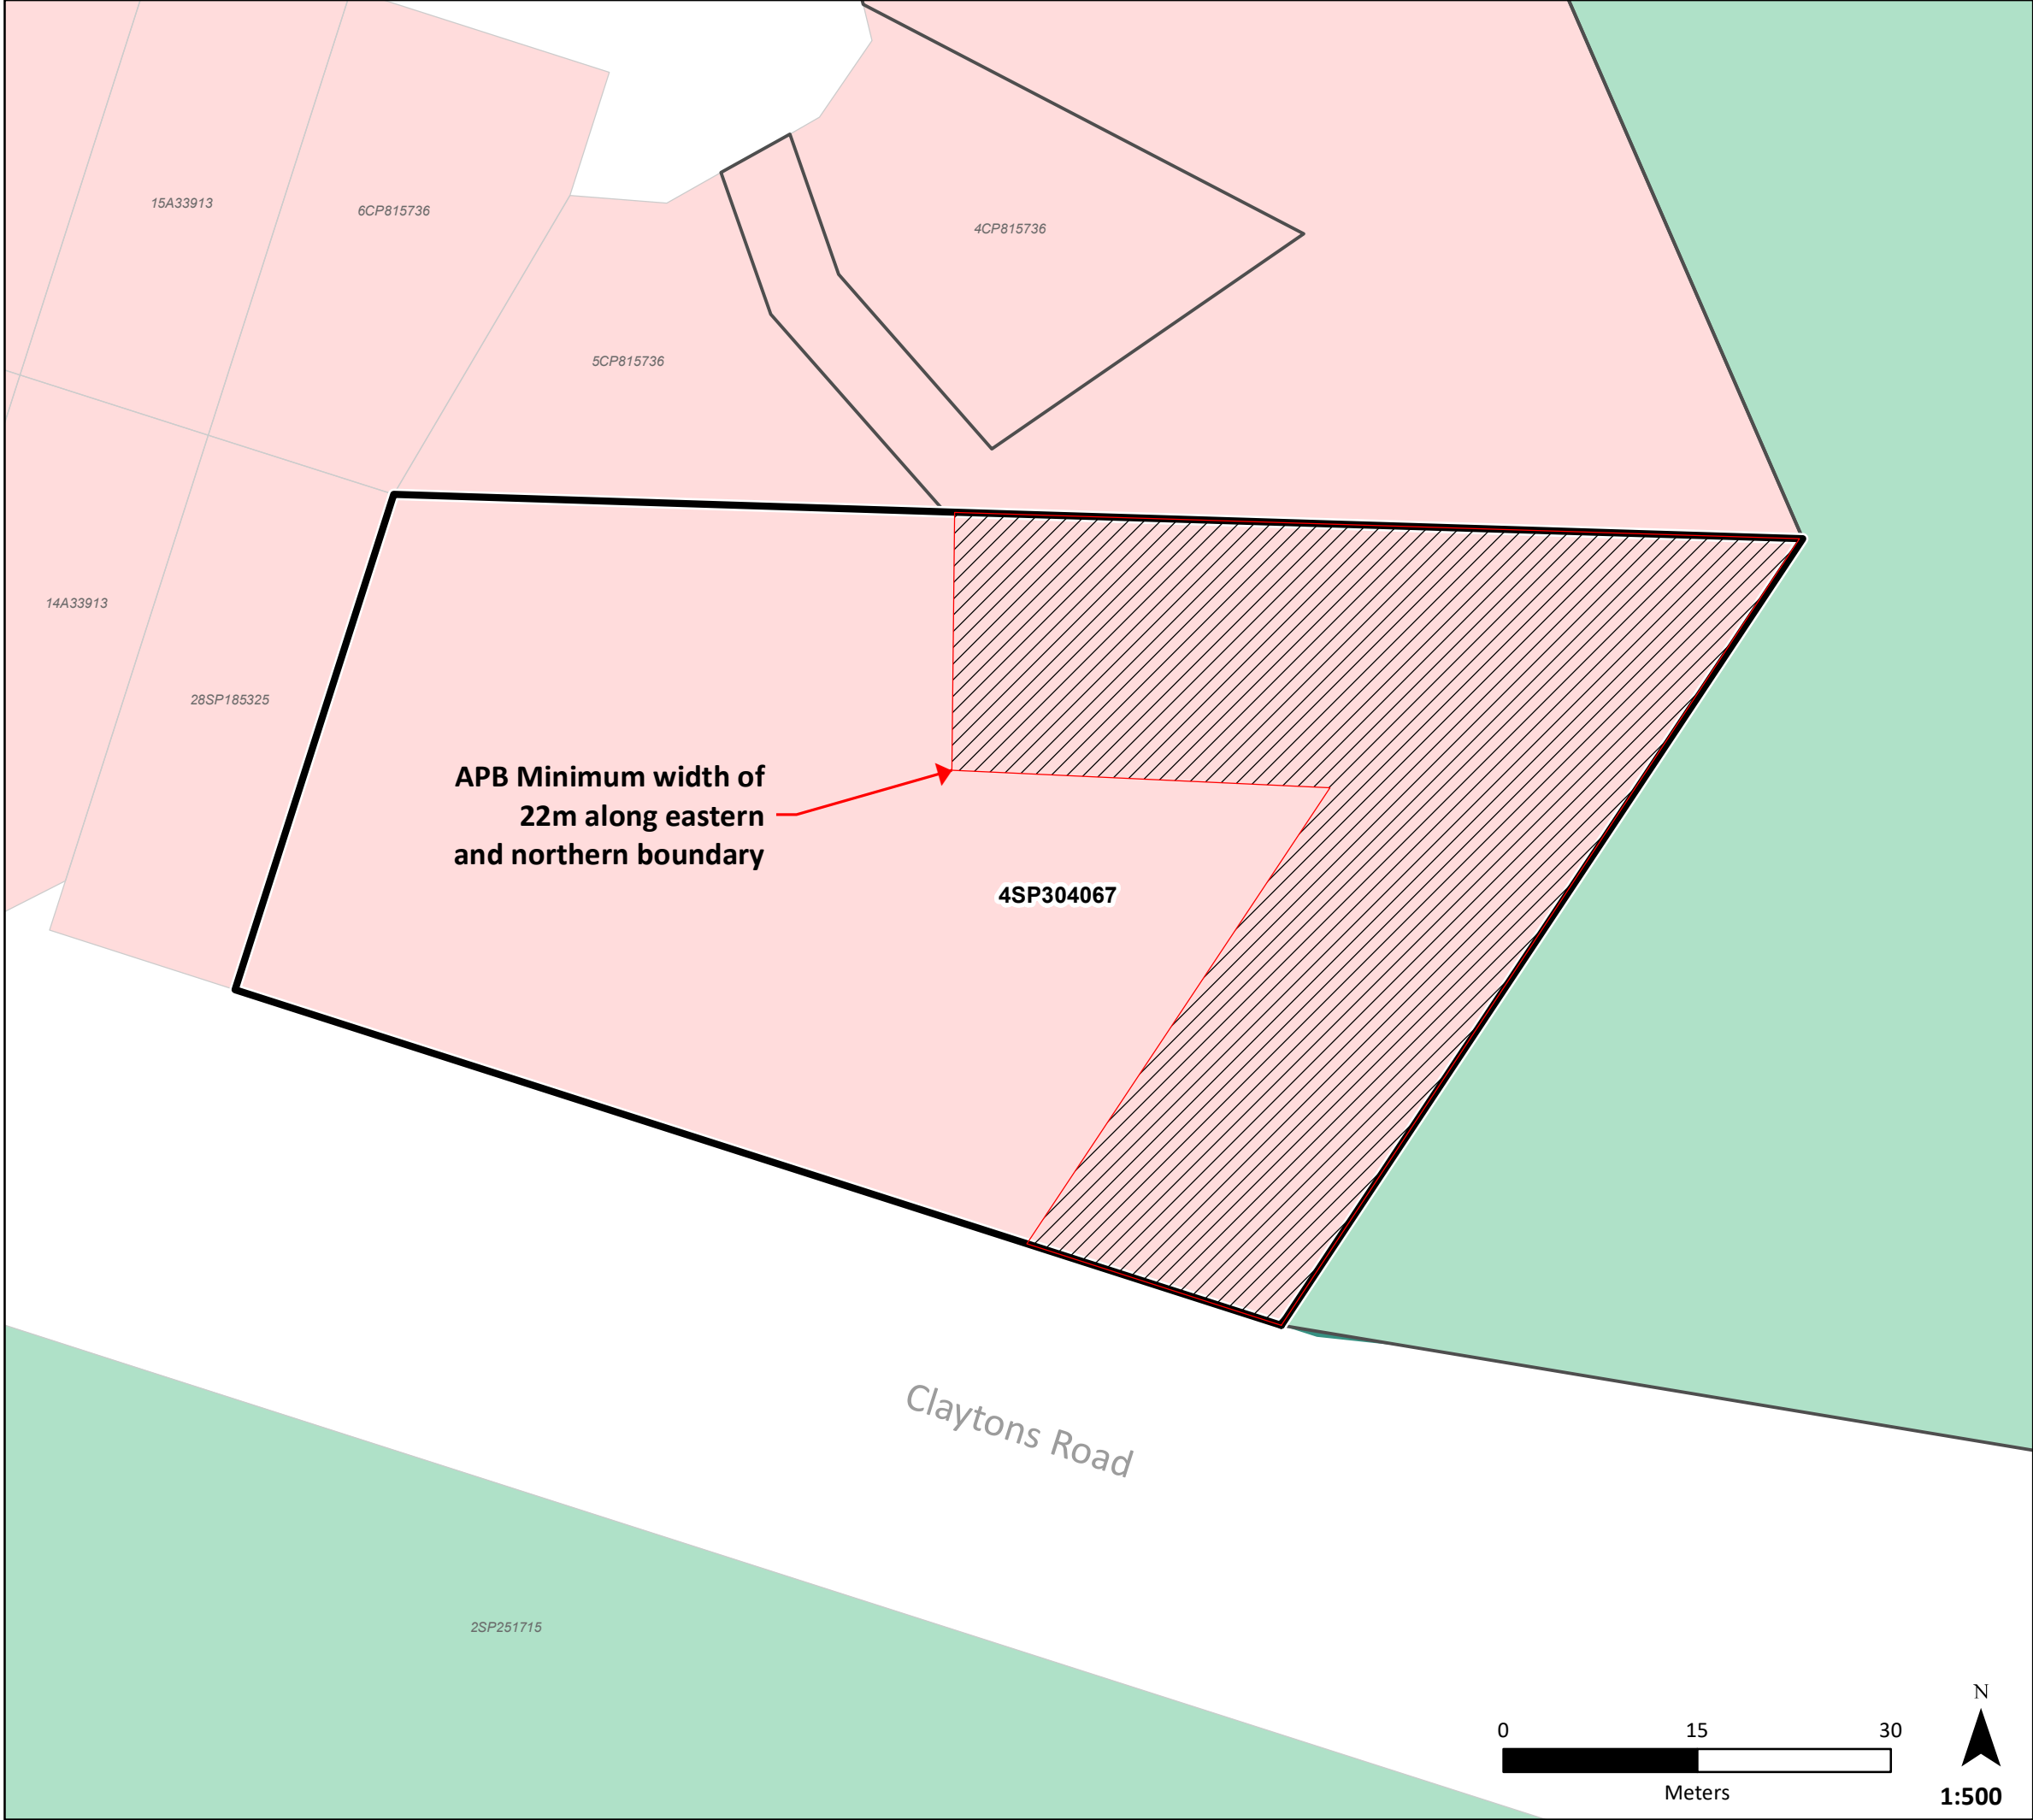 15A33913
6CP815736
4CP815736
5CP815736
14A33913
28SP185325
APB Minimum width of
22m along eastern
and northern boundary
4SP304067
Claytons Road
2SP251715
N
0 15 30
Meters
1:500